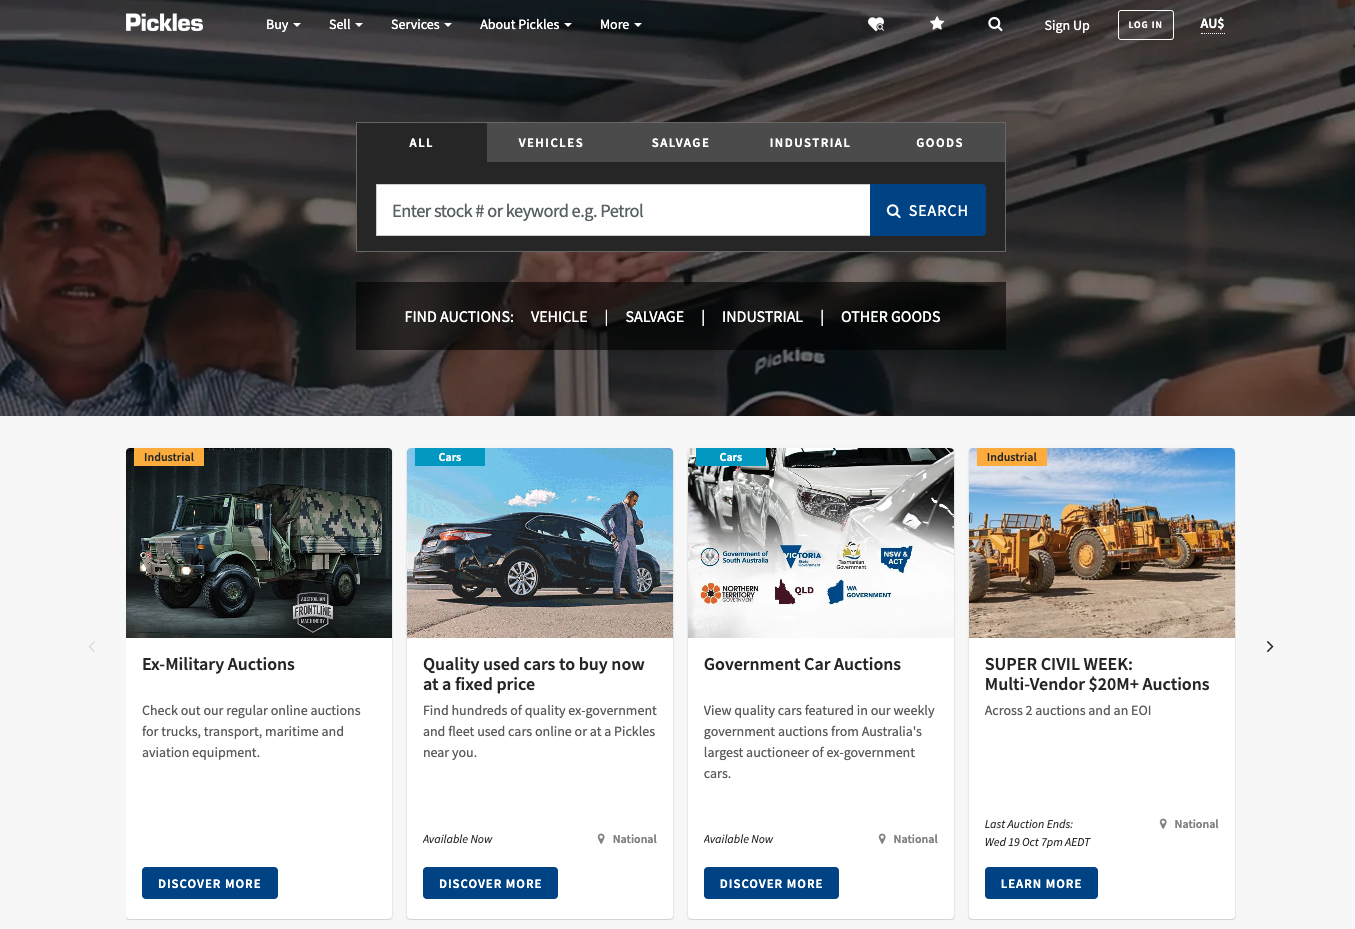 Pickles
Buy
Sell
Services
About Pickles
More
Sign Up
LOG IN
AU$
ALL
VEHICLES
SALVAGE
INDUSTRIAL
GOODS
Enter stock # or keyword e.g. Petrol
SEARCH
FIND AUCTIONS: VEHICLE | SALVAGE | INDUSTRIAL | OTHER GOODS
Pickles
Industrial
AUSTRALIAN
FRONTLINE
MACHINERY
Ex-Military Auctions
Check out our regular online auctions
for trucks, transport, maritime and
aviation equipment.
DISCOVER MORE
Cars
Quality used cars to buy now
at a fixed price
Find hundreds of quality ex-government
and fleet used cars online or at a Pickles
near you.
Available Now
National
DISCOVER MORE
Cars
Government of
South Australia
VICTORIA
State
Government
Tasmanian
Government
NSW &
ACT
NORTHERN
TERRITORY
GOVERNMENT
QLD
WA
GOVERNMENT
Government Car Auctions
View quality cars featured in our weekly
government auctions from Australia's
largest auctioneer of ex-government
cars.
Available Now
National
DISCOVER MORE
Industrial
SUPER CIVIL WEEK:
Multi-Vendor $20M+ Auctions
Across 2 auctions and an EOI
Last Auction Ends:
Wed 19 Oct 7pm AEDT
National
LEARN MORE